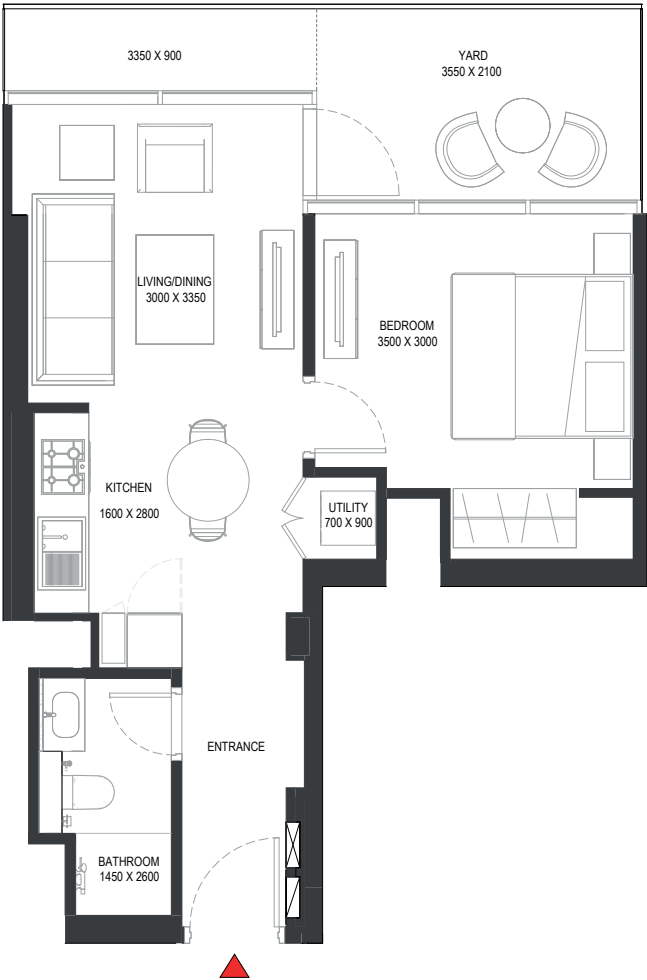 3350 X 900
YARD
3550 X 2100
LIVING/DINING
3000 X 3350
BEDROOM
3500 X 3000
KITCHEN
1600 X 2800
UTILITY
700 X 900
ENTRANCE
BATHROOM
1450 X 2600